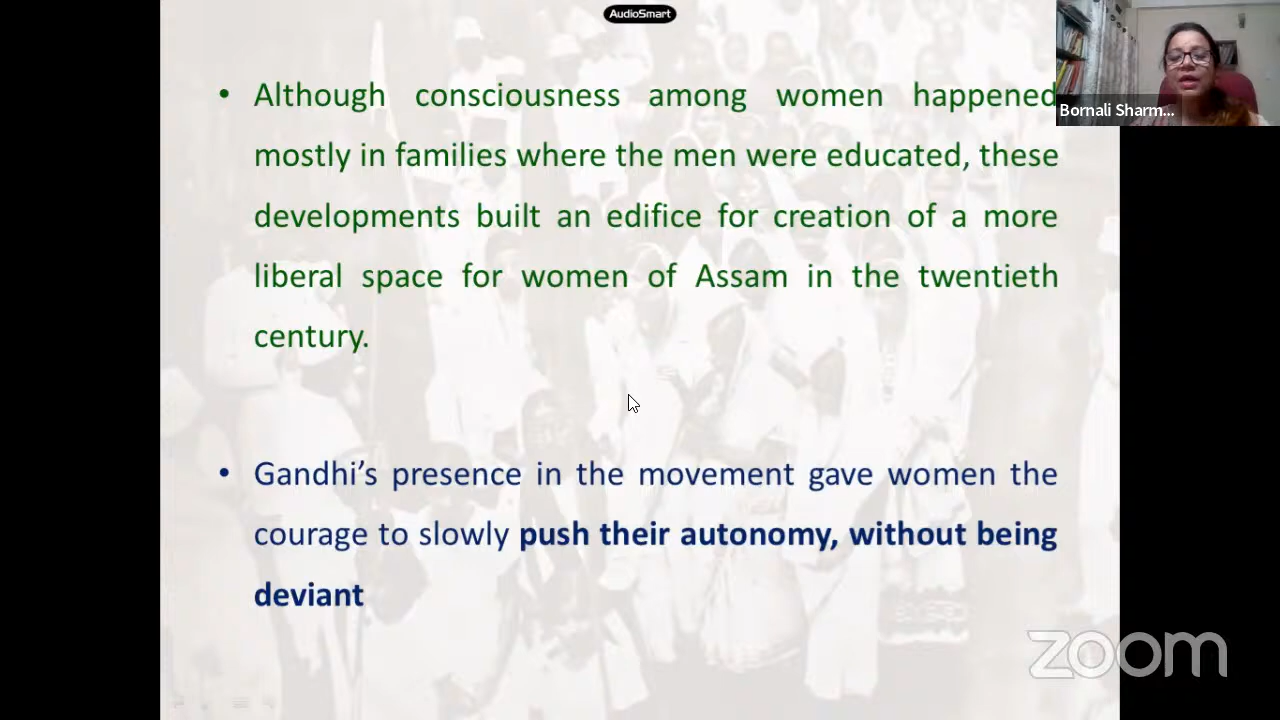 AudioSmart
• Although consciousness among women happened
mostly in families where the men were educated, these
developments built an edifice for creation of a more
liberal space for women of Assam in the twentieth
century.
• Gandhi’s presence in the movement gave women the
courage to slowly push their autonomy, without being
deviant
Bornali Sharm...
zoom